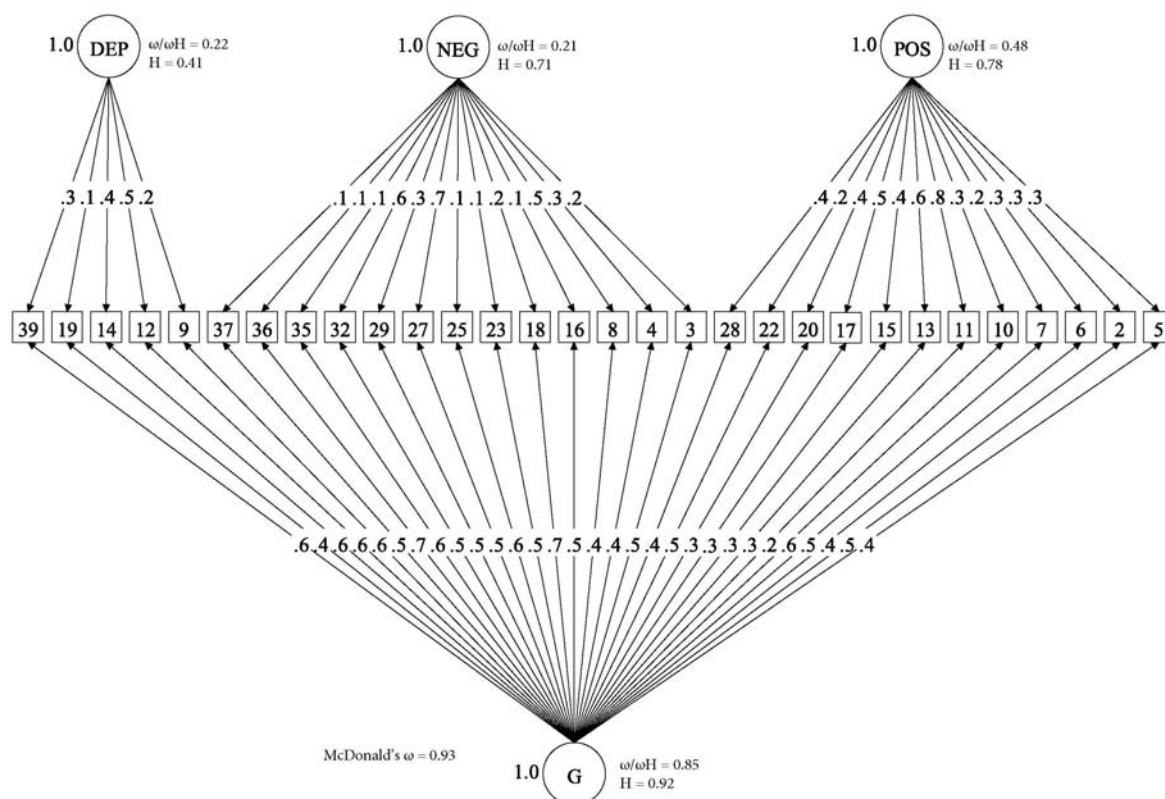 1.0 DEP ω/ωH = 0.22
H = 0.41
1.0 NEG ω/ωH = 0.21
H = 0.71
1.0 POS ω/ωH = 0.48
H = 0.78
.3 .1 .4 .5 .2
.1 .1 .1 .6 .3 .7 .1 .1 .2 .1 .5 .3 .2
.4 .2 .4 .5 .4 .6 .8 .3 .2 .3 .3 .3
39 19 14 12 9 37 36 35 32 29 27 25 23 18 16 8 4 3 28 22 20 17 15 13 11 10 7 6 2 5
.6 .4 .6 .6 .6 .5 .7 .6 .5 .5 .5 .6 .5 .7 .5 .4 .4 .5 .4 .5 .3 .3 .3 .3 .2 .6 .5 .4 .5 .4
McDonald's ω = 0.93
1.0 G ω/ωH = 0.85
H = 0.92